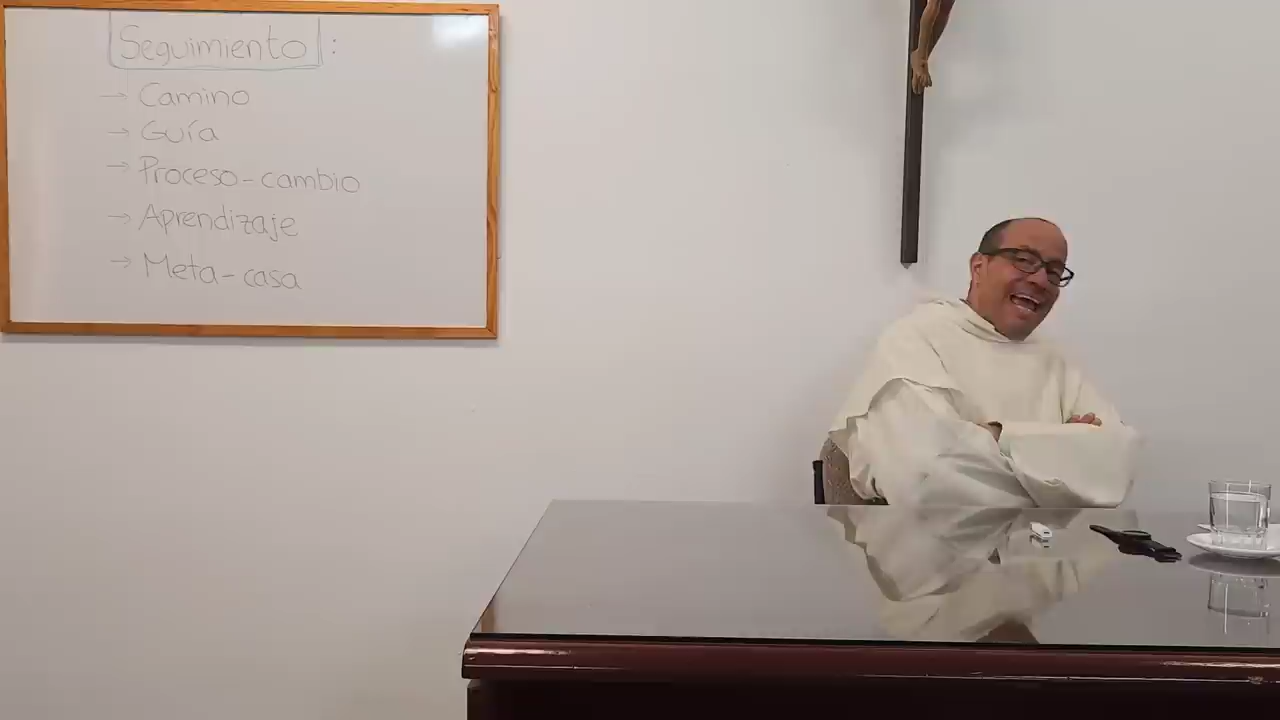 Seguimiento :
→ Camino
→ Guía
→ Proceso-cambio
→ Aprendizaje
→ Meta-casa